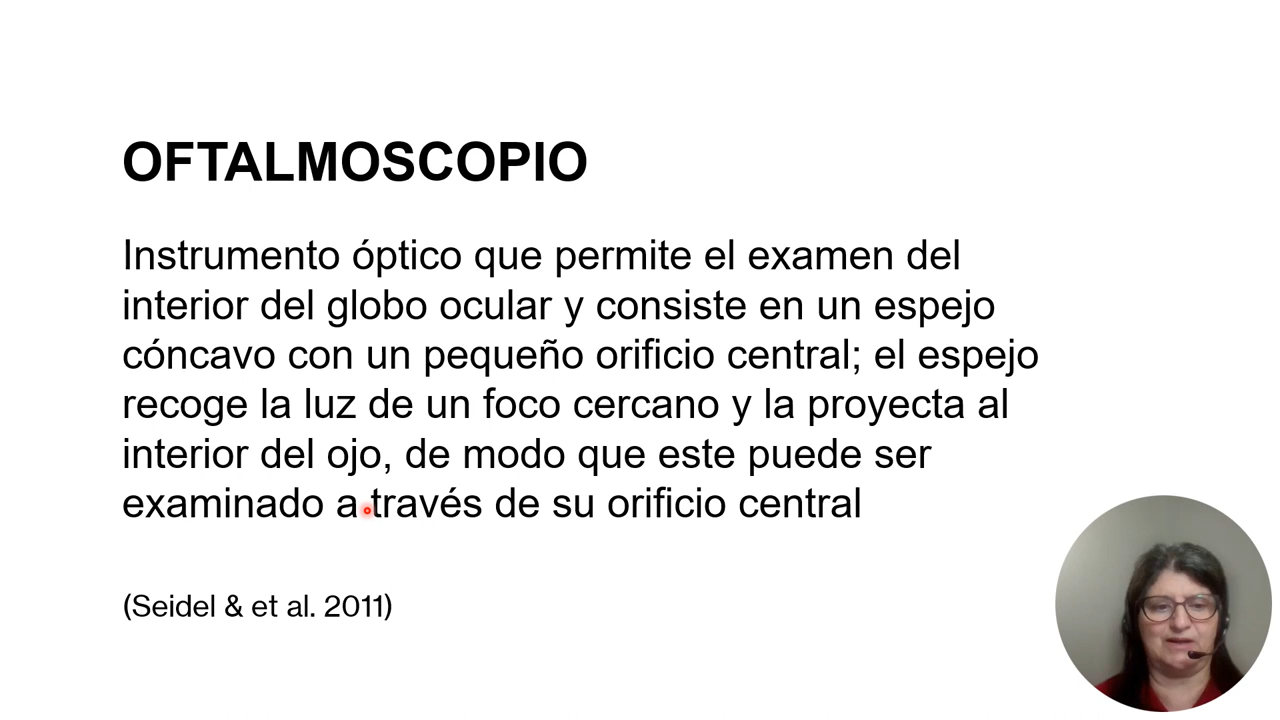 OFTALMOSCOPIO
Instrumento óptico que permite el examen del
interior del globo ocular y consiste en un espejo
cóncavo con un pequeño orificio central; el espejo
recoge la luz de un foco cercano y la proyecta al
interior del ojo, de modo que este puede ser
examinado a través de su orificio central
(Seidel & et al. 2011)